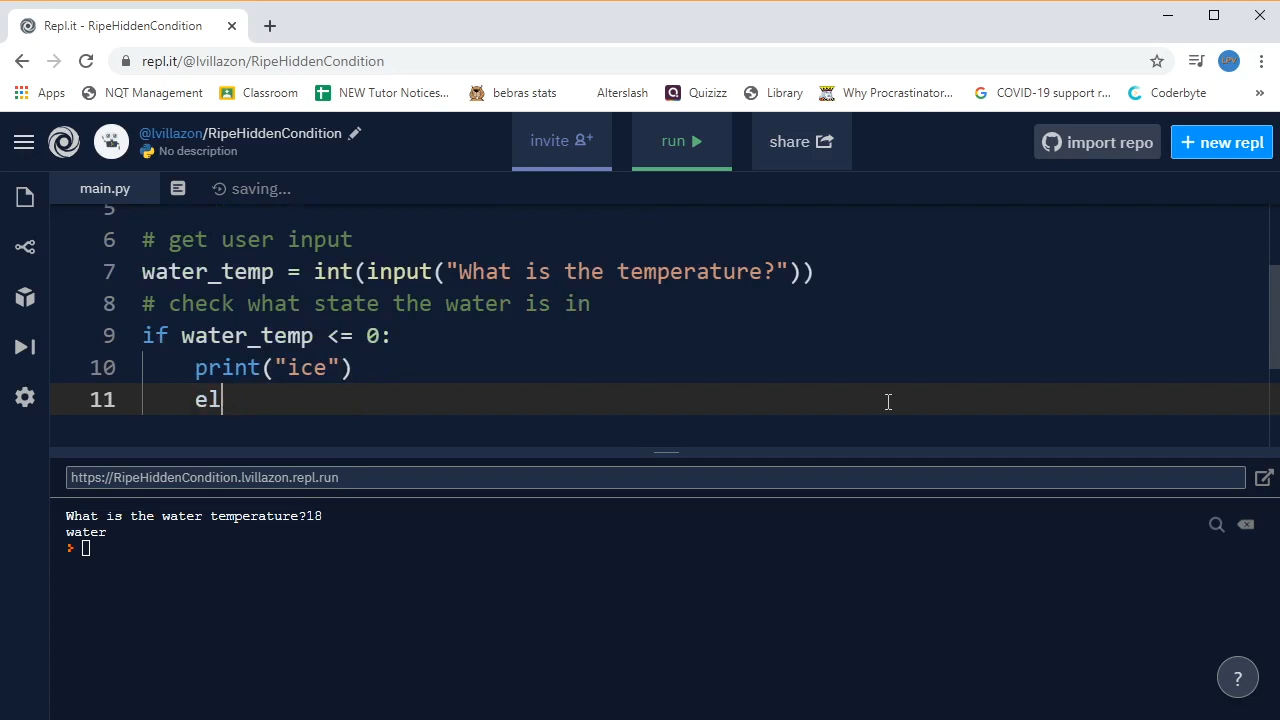 Repl.it - RipeHiddenCondition
repl.it/@lvillazon/RipeHiddenCondition
Apps NQT Management Classroom NEW Tutor Notices... bebras stats Alterslash Quizizz Library Why Procrastinator... COVID-19 support r... Coderbyte »
@lvillazon/RipeHiddenCondition
No description
invite
run
share
import repo
+ new repl
main.py
saving...
5
6 # get user input
7 water_temp = int(input("What is the temperature?"))
8 # check what state the water is in
9 if water_temp <= 0:
10 print("ice")
11 el
https://RipeHiddenCondition.lvillazon.repl.run
What is the water temperature?18
water
?